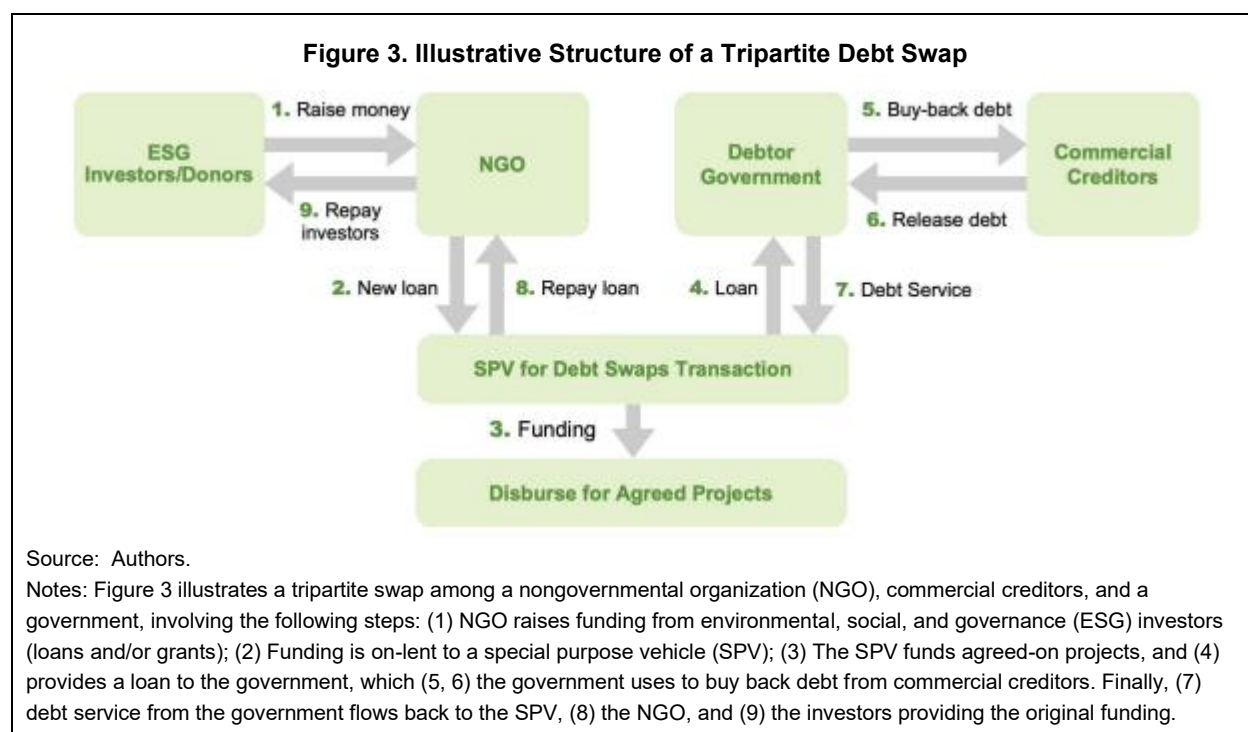 Figure 3. Illustrative Structure of a Tripartite Debt Swap
ESG
Investors/Donors
1. Raise money
NGO
9. Repay
investors
Debtor
Government
5. Buy-back debt
Commercial
Creditors
6. Release debt
2. New loan
8. Repay loan
4. Loan
7. Debt Service
SPV for Debt Swaps Transaction
3. Funding
Disburse for Agreed Projects
Source: Authors.
Notes: Figure 3 illustrates a tripartite swap among a nongovernmental organization (NGO), commercial creditors, and a
government, involving the following steps: (1) NGO raises funding from environmental, social, and governance (ESG) investors
(loans and/or grants); (2) Funding is on-lent to a special purpose vehicle (SPV); (3) The SPV funds agreed-on projects, and (4)
provides a loan to the government, which (5, 6) the government uses to buy back debt from commercial creditors. Finally, (7)
debt service from the government flows back to the SPV, (8) the NGO, and (9) the investors providing the original funding.